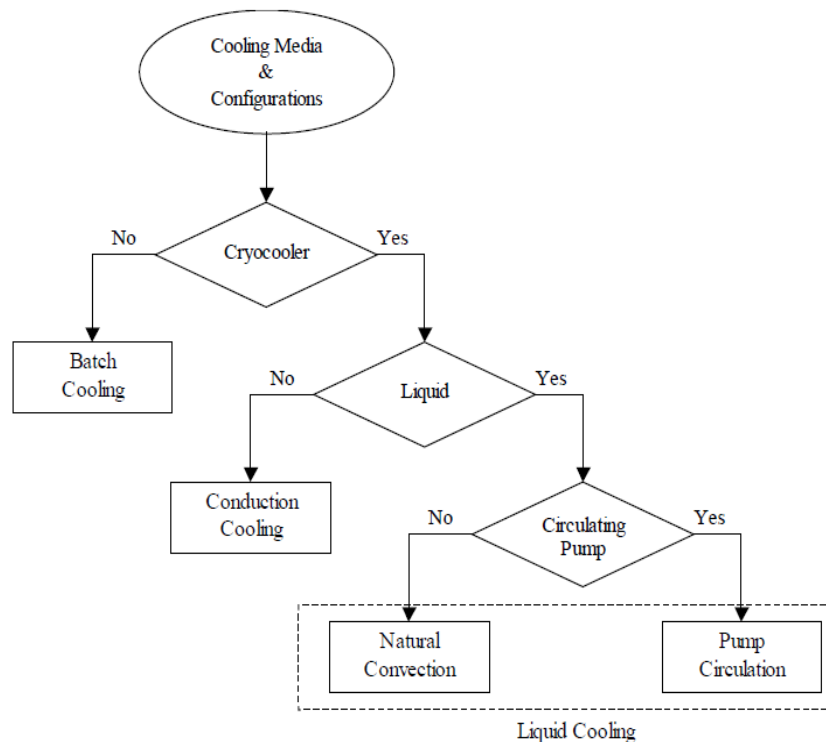 Cooling Media
&
Configurations
No
Yes
Cryocooler
Batch
Cooling
No
Yes
Liquid
Conduction
Cooling
No
Circulating
Pump
Yes
Natural
Convection
Pump
Circulation
Liquid Cooling